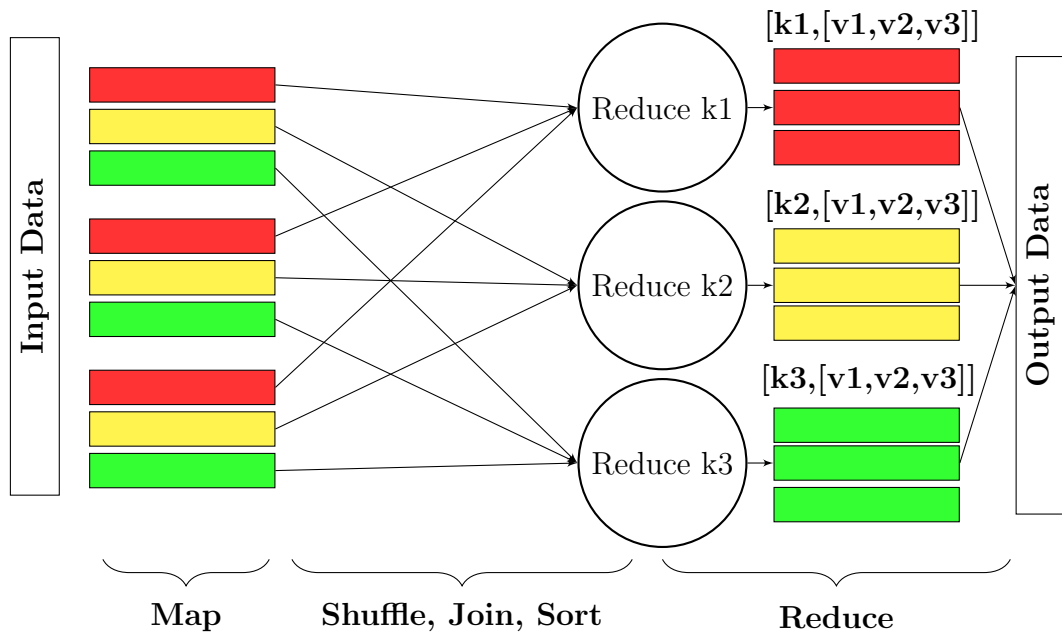 Input Data
Reduce k1
Reduce k2
Reduce k3
[k1,[v1,v2,v3]]
[k2,[v1,v2,v3]]
[k3,[v1,v2,v3]]
Output Data
Map
Shuffle, Join, Sort
Reduce